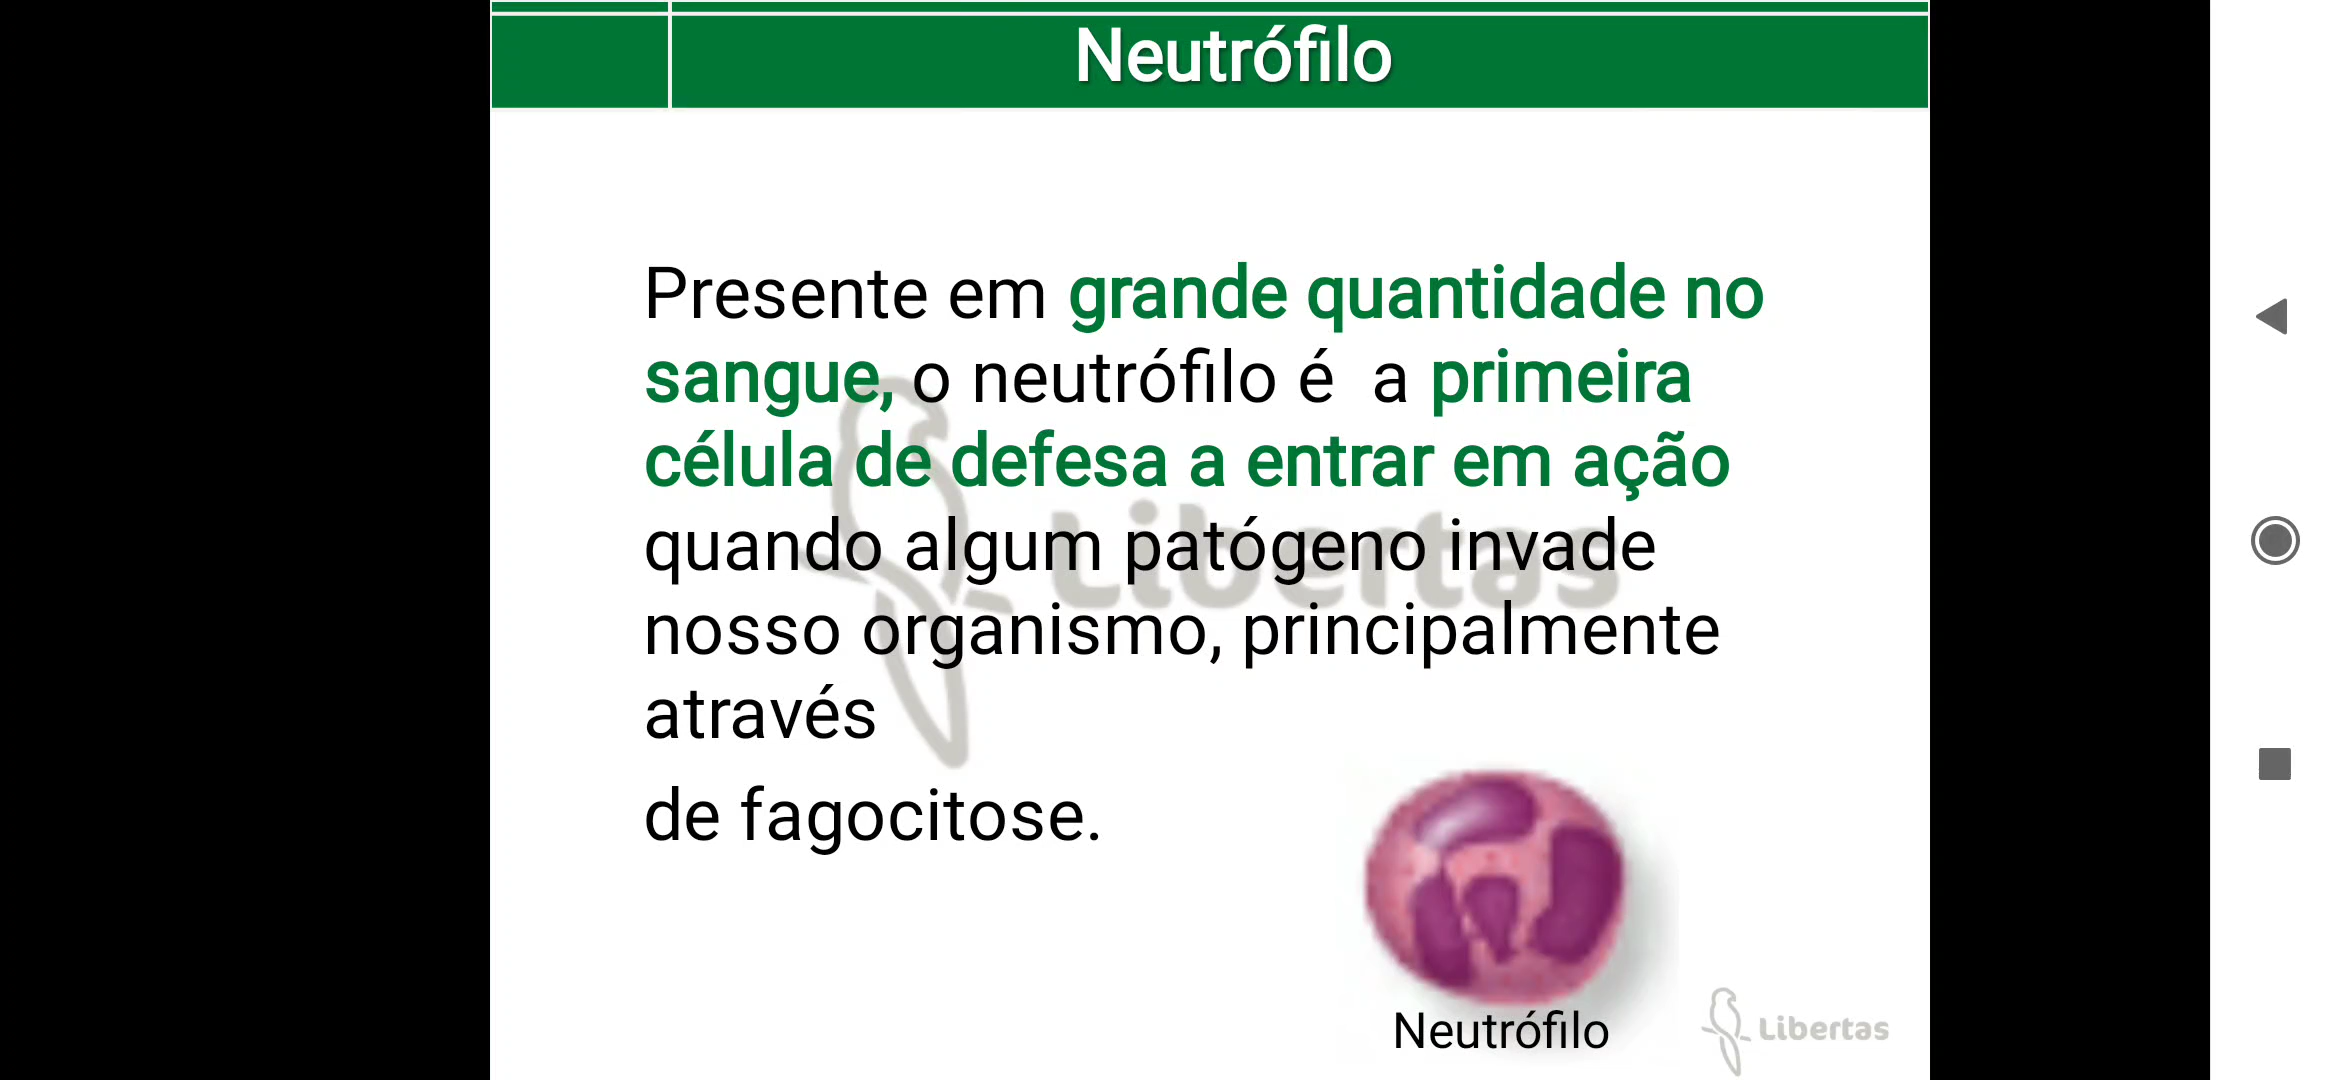 Neutrófilo
Presente em grande quantidade no
sangue, o neutrófilo é a primeira
célula de defesa a entrar em ação
quando algum patógeno invade
nosso organismo, principalmente
através
de fagocitose.
Libertas
Neutrófilo
Libertas